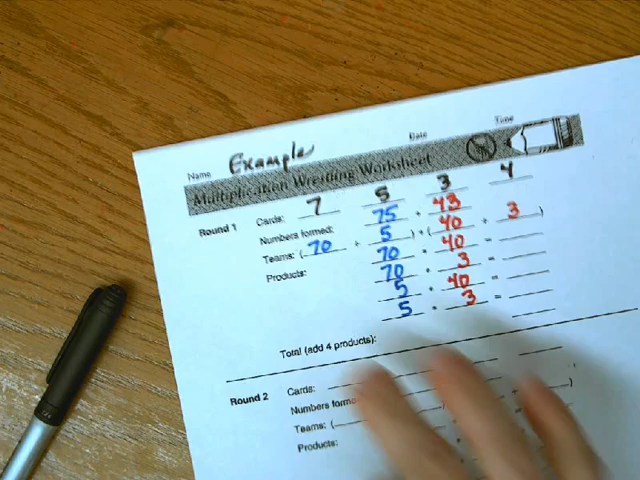 Name Example Date Time
Multiplication Wrestling Worksheet
Round 1 Cards: 7 5 3 4
Numbers formed: 75 * 43
Teams: (70 + 5) * (40 + 3)
Products: 70 * 40 =
70 * 3 =
5 * 40 =
5 * 3 =
Total (add 4 products):
Round 2 Cards:
Numbers formed
Teams: (
Products: